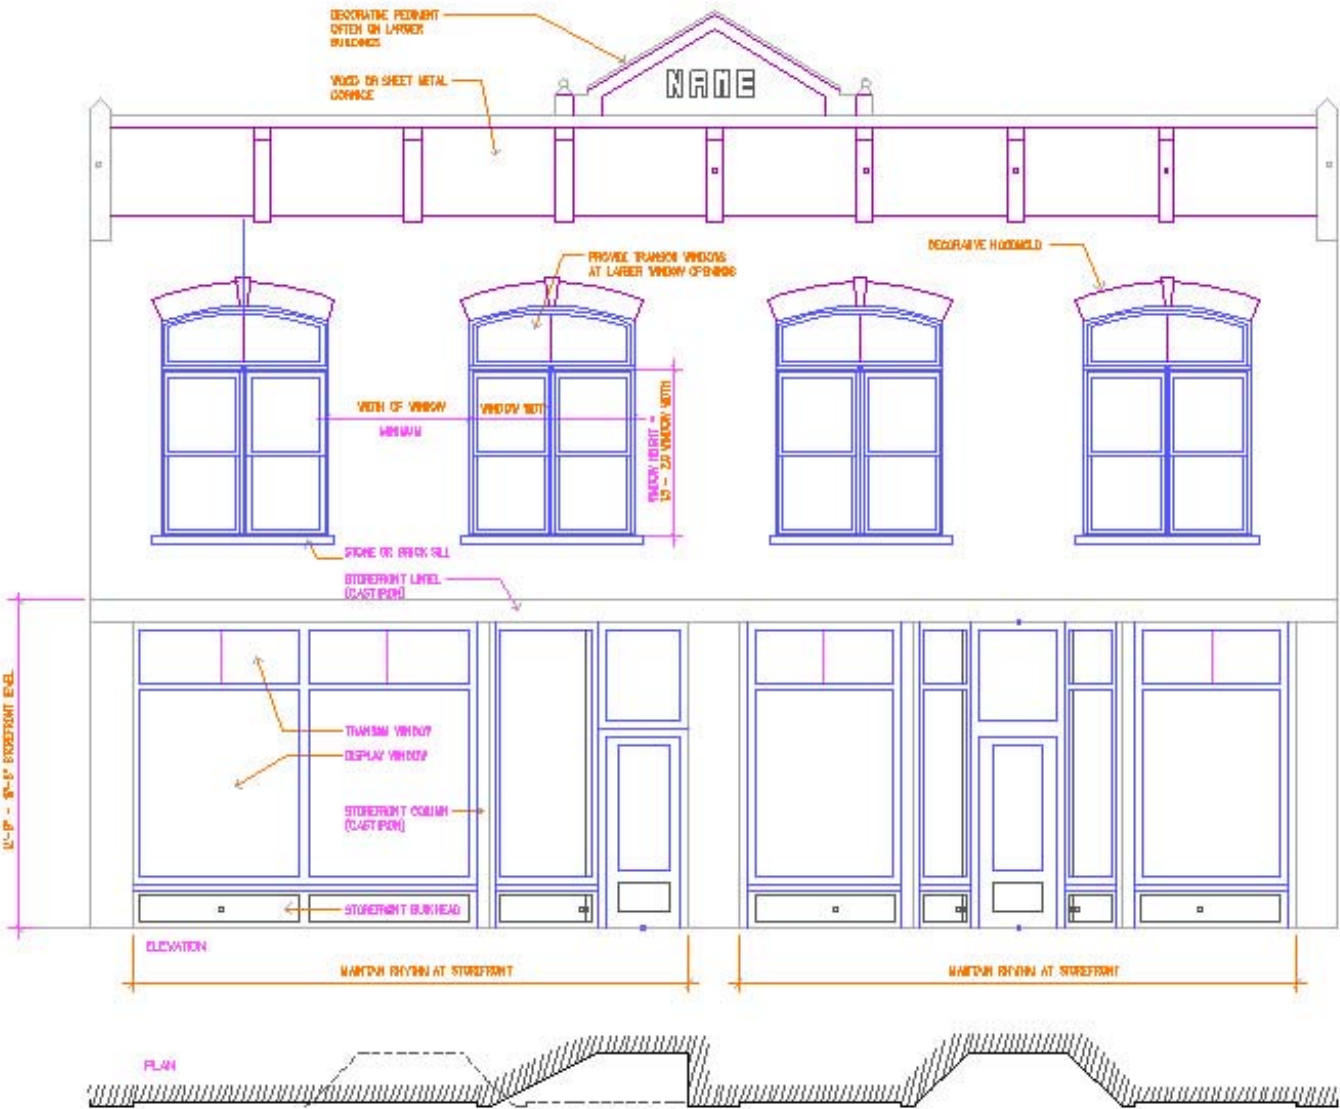 DECORATIVE PEDIMENT
OFTEN ON LARGER
BUILDINGS
NAME
WOOD OR SHEET METAL
CORNICE
PROVIDE TRANSOM WINDOWS
AT LARGER WINDOW OPENINGS
DECORATIVE HOODMOLD
WIDTH OF WINDOW
MINIMUM
WINDOW
WINDOW HEIGHT =
1.5 - 2.0 WINDOW WIDTH
STONE OR BRICK SILL
STOREFRONT LINTEL
(CAST IRON)
STOREFRONT LEVEL
TRANSOM WINDOW
DISPLAY WINDOW
STOREFRONT COLUMN
(CAST IRON)
STOREFRONT BULKHEAD
ELEVATION
MAINTAIN RHYTHM AT STOREFRONT
MAINTAIN RHYTHM AT STOREFRONT
PLAN